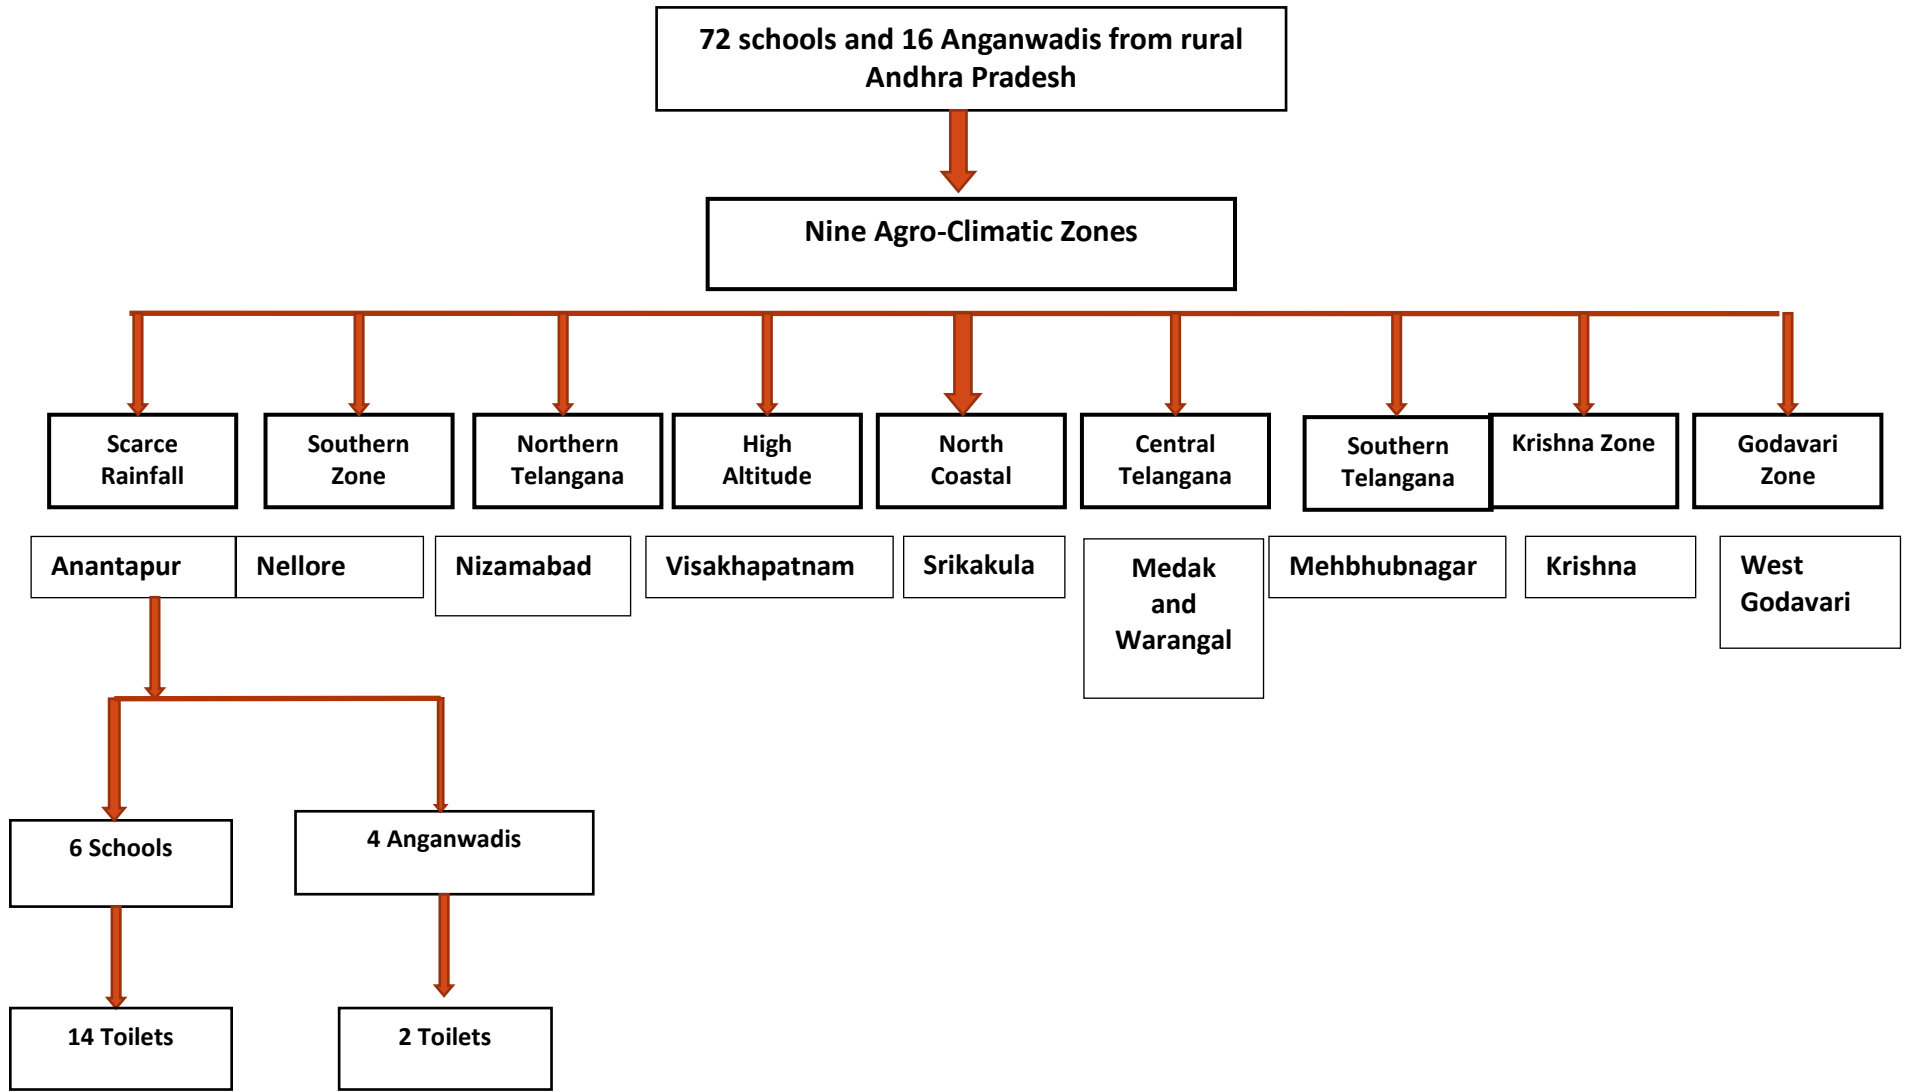 72 schools and 16 Anganwadis from rural
Andhra Pradesh
Nine Agro-Climatic Zones
Scarce
Rainfall
Southern
Zone
Northern
Telangana
High
Altitude
North
Coastal
Central
Telangana
Southern
Telangana
Krishna Zone
Godavari
Zone
Anantapur
Nellore
Nizamabad
Visakhapatnam
Srikakula
Medak
and
Warangal
Mehbhubnagar
Krishna
West
Godavari
6 Schools
4 Anganwadis
14 Toilets
2 Toilets